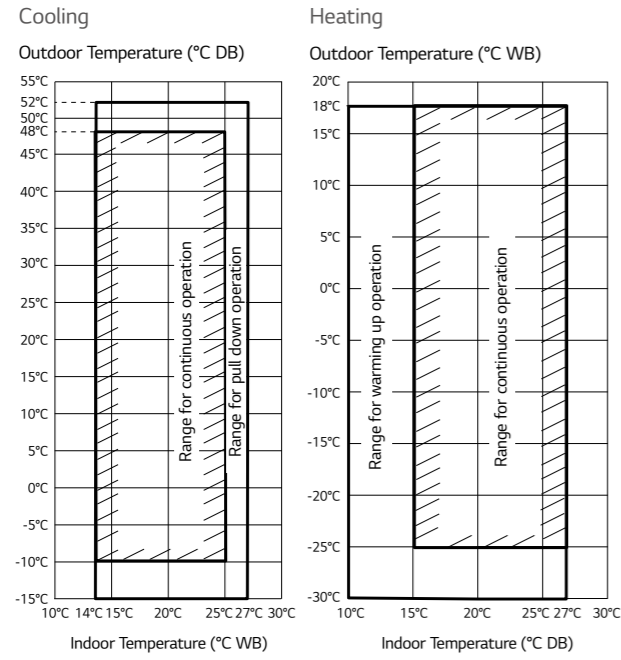 Cooling
Outdoor Temperature (°C DB)
55°C
52°C
50°C
48°C
45°C
40°C
35°C
30°C
25°C
20°C
15°C
10°C
5°C
0°C
-5°C
-10°C
-15°C
Range for continuous operation
Range for pull down operation
10°C 14°C 15°C 20°C 25°C 27°C 30°C
Indoor Temperature (°C WB)
Heating
Outdoor Temperature (°C WB)
20°C
18°C
15°C
10°C
5°C
0°C
-5°C
-10°C
-15°C
-20°C
-25°C
-30°C
Range for warming up operation
Range for continuous operation
10°C 15°C 20°C 25°C 27°C 30°C
Indoor Temperature (°C DB)